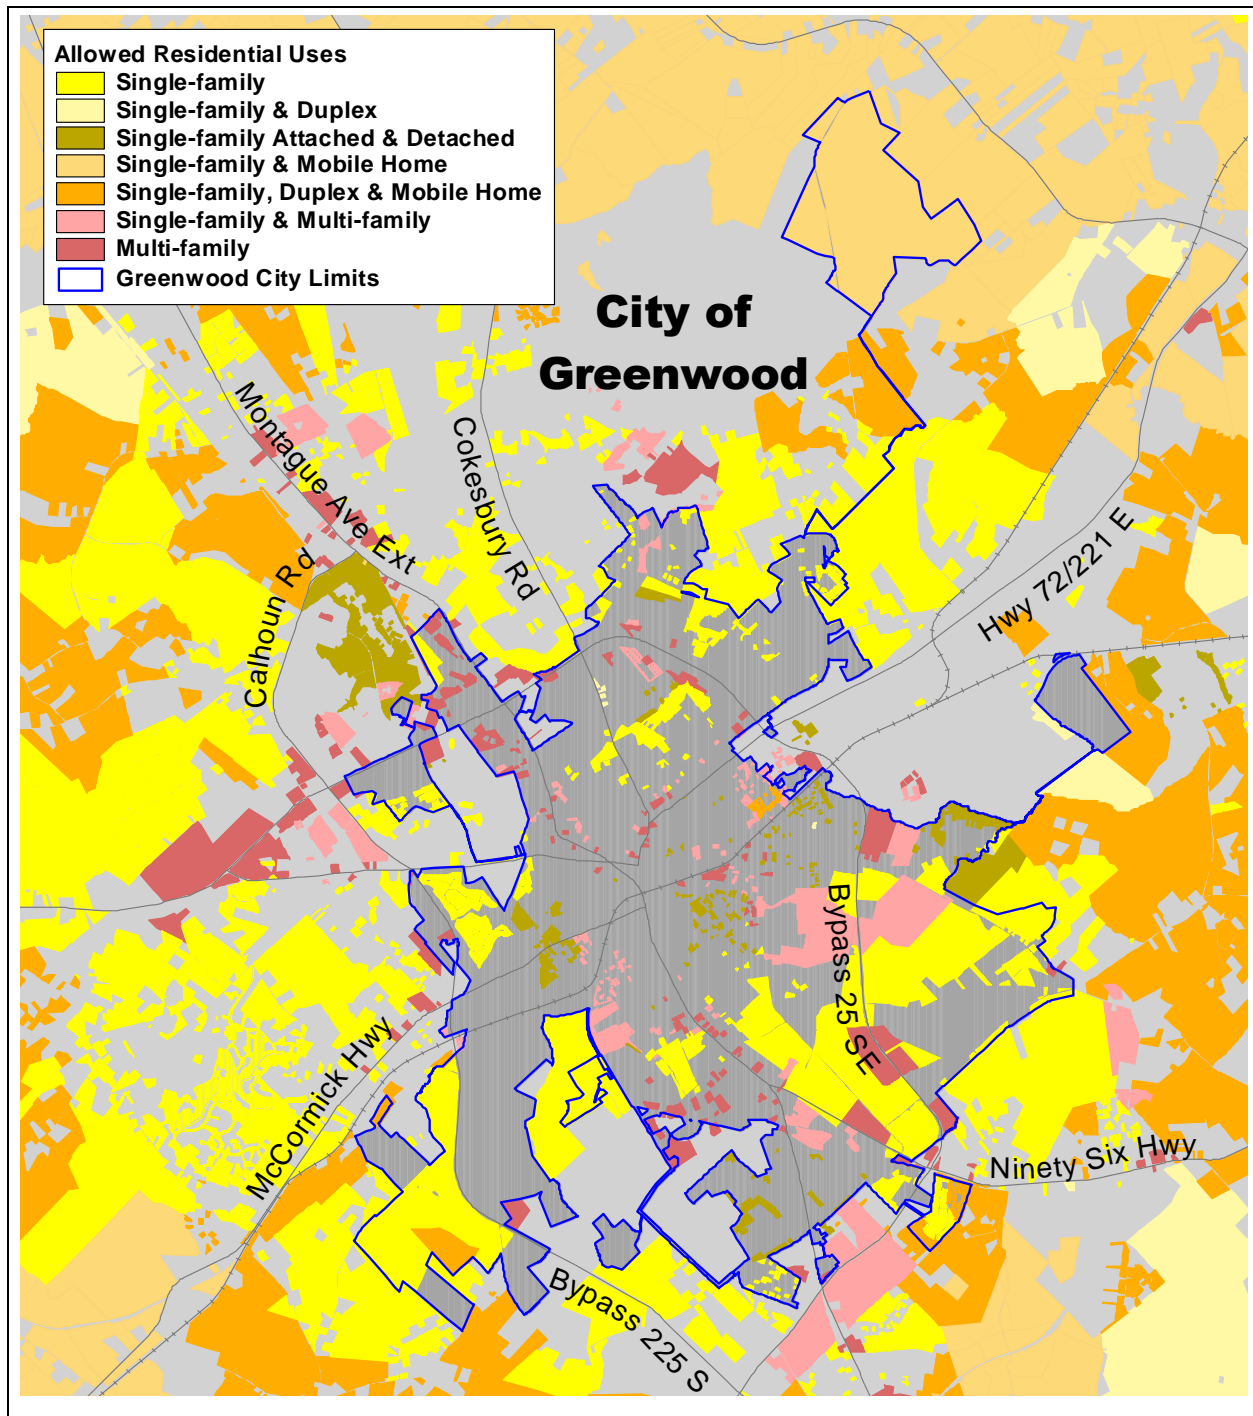 Allowed Residential Uses
Single-family
Single-family & Duplex
Single-family Attached & Detached
Single-family & Mobile Home
Single-family, Duplex & Mobile Home
Single-family & Multi-family
Multi-family
Greenwood City Limits
City of
Greenwood
Montague Ave Ext
Cokesbury Rd
Calhoun Rd
Hwy 72/221 E
Bypass 25 SE
McCormick Hwy
Ninety Six Hwy
Bypass 225 S